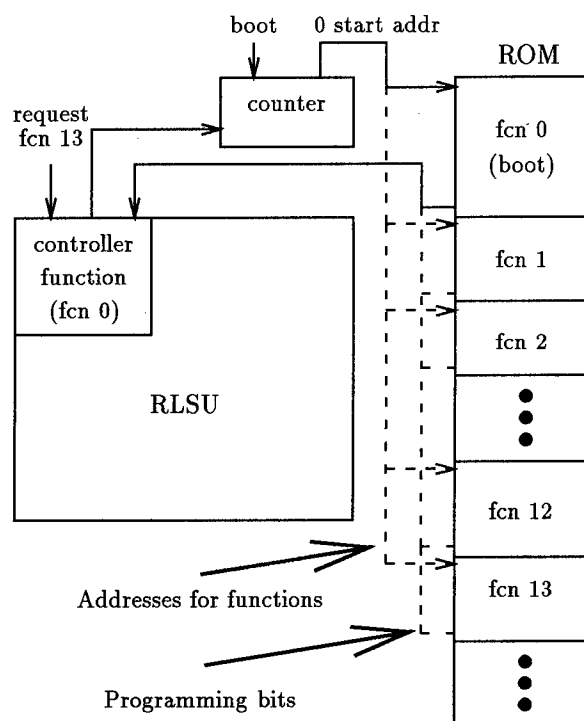 boot
0 start addr
ROM
counter
request
fcn 13
fcn 0
(boot)
controller
function
(fcn 0)
fcn 1
fcn 2
RLSU
fcn 12
fcn 13
Addresses for functions
Programming bits